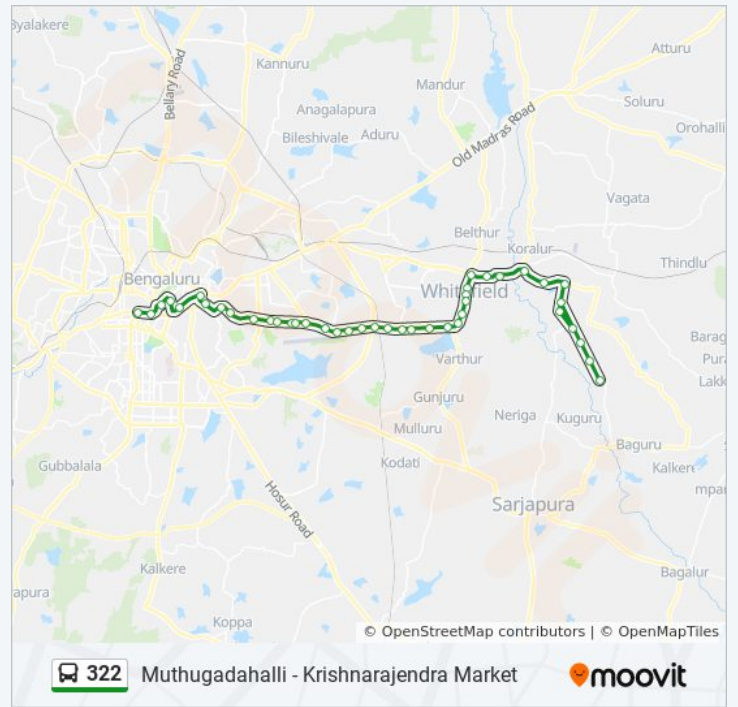 Byalakere
Bellary Road
Kannuru
Mandur
Atturu
Anagalapura
Soluru
Bileshivale
Aduru
Old Madras Road
Orohalli
Vagata
Belthur
Koralur
Thindlu
Bengaluru
Whitefield
Barag
Varthur
Pura
Lakk
Gunjuru
Neriga
Kuguru
Mulluru
Baguru
Gubbalala
Kodati
Kalkere
mpar
Hosur Road
Sarjapura
Kalkere
Bagalur
apura
Koppa
© OpenStreetMap contributors | © OpenMapTiles
322 Muthugadahalli - Krishnarajendra Market moovit